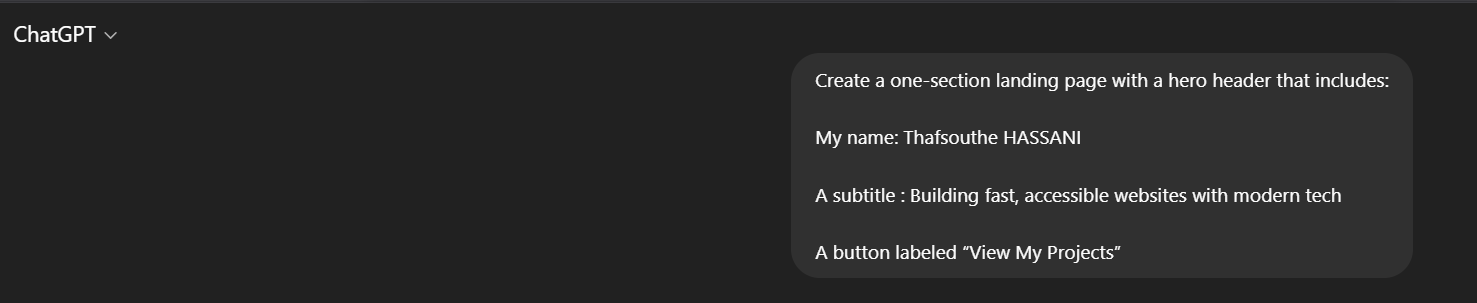 ChatGPT
Create a one-section landing page with a hero header that includes:
My name: Thafsouthe HASSANI
A subtitle : Building fast, accessible websites with modern tech
A button labeled “View My Projects”